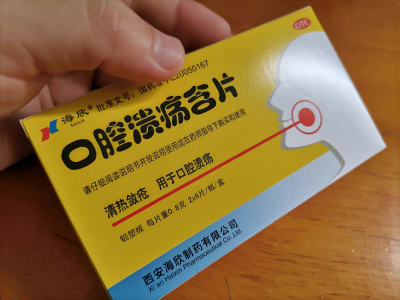 OTC
海欣®
haixin
批准文号：国药准字Z20050167
口腔溃疡含片
请仔细阅读说明书并按说明使用或在药师指导下购买和使用
清热敛疮 用于口腔溃疡
铝塑板 每片重0.8克 2x6片/板/盒
西安海欣制药有限公司
Xi'an Haixin Pharmaceutical Co.,Ltd.